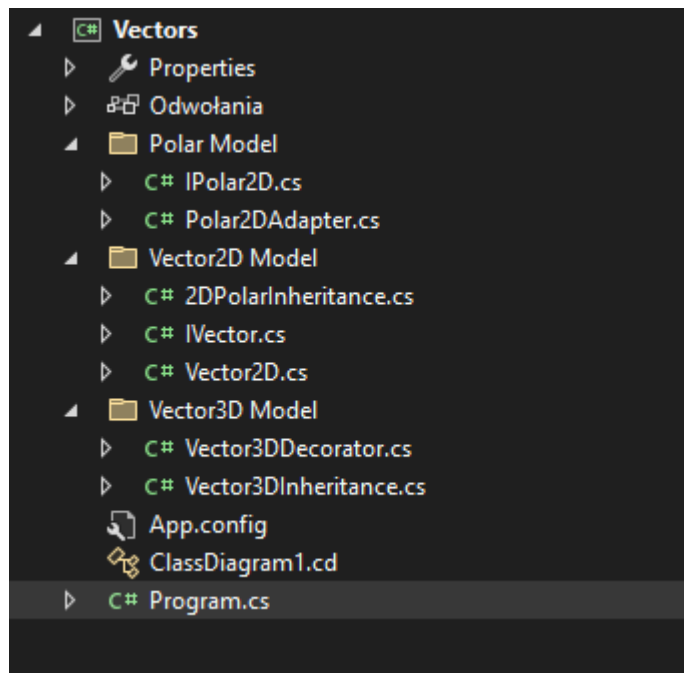 C# Vectors
Properties
Odwołania
Polar Model
C# IPolar2D.cs
C# Polar2DAdapter.cs
Vector2D Model
C# 2DPolarInheritance.cs
C# IVector.cs
C# Vector2D.cs
Vector3D Model
C# Vector3DDecorator.cs
C# Vector3DInheritance.cs
App.config
ClassDiagram1.cd
C# Program.cs